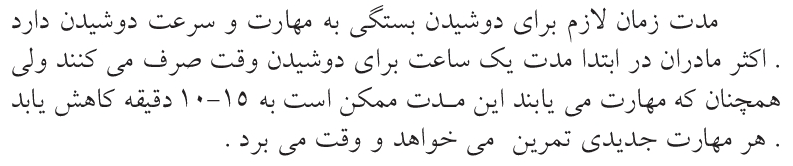 مدت زمان لازم برای دوشیدن بستگی به مهارت و سرعت دوشیدن دارد
. اکثر مادران در ابتدا مدت یک ساعت برای دوشیدن وقت صرف می کنند ولی
همچنان که مهارت می یابند این مـدت ممکن است به ۱۵-۱۰ دقیقه کاهش یابد
. هر مهارت جدیدی تمرین می خواهد و وقت می برد .